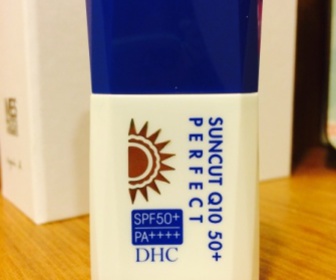 SUNCUT Q10 50+
PERFECT
SPF50+
PA++++
DHC